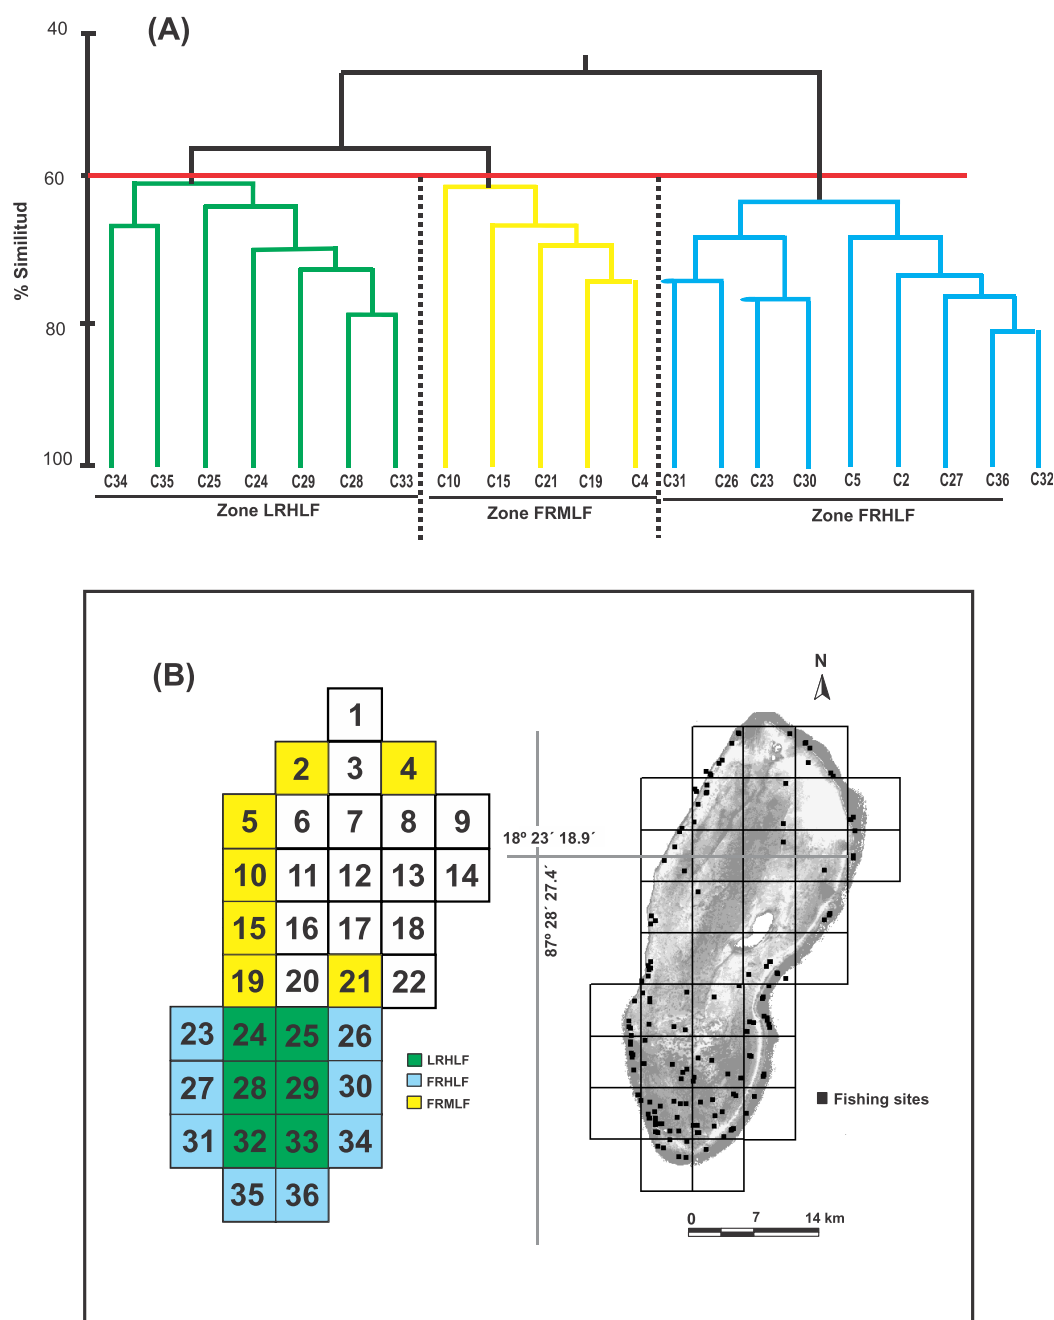 (A)
40
60
80
100
% Similitud
C34 C35 C25 C24 C29 C28 C33 C10 C15 C21 C19 C4 C31 C26 C23 C30 C5 C2 C27 C36 C32
Zone LRHLF
Zone FRMLF
Zone FRHLF
(B)
1
2 3 4
5 6 7 8 9
10 11 12 13 14
15 16 17 18
19 20 21 22
23 24 25 26
27 28 29 30
31 32 33 34
35 36
LRHLF
FRHLF
FRMLF
18º 23´ 18.9´
87º 28´ 27.4´
N
Fishing sites
0 7 14 km